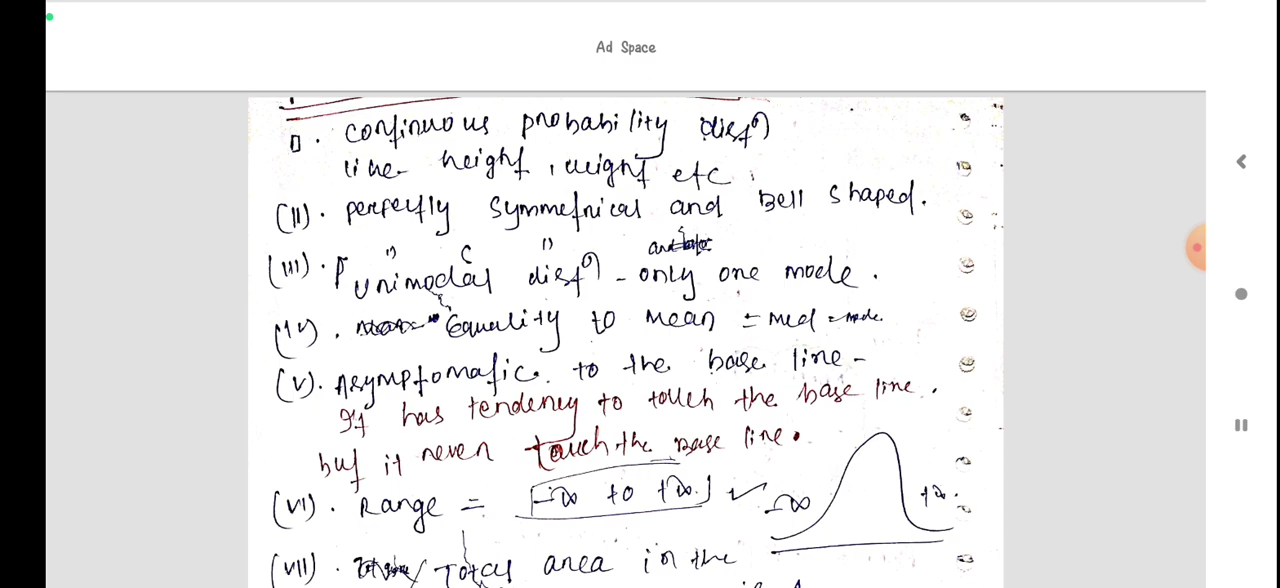 Ad Space
(I). continuous probability distⁿ
like height, weight etc.
(II). perfectly symmetrical and Bell shaped.
(III). unimodal distⁿ - only one mode.
(IV). Equality to mean = med = mode.
(V). Asymptomatic to the base line -
It has tendency to touch the base line.
but it never touch the base line.
(VI). Range = [-∞ to +∞]
-∞ +∞.
(VII). Total area in the